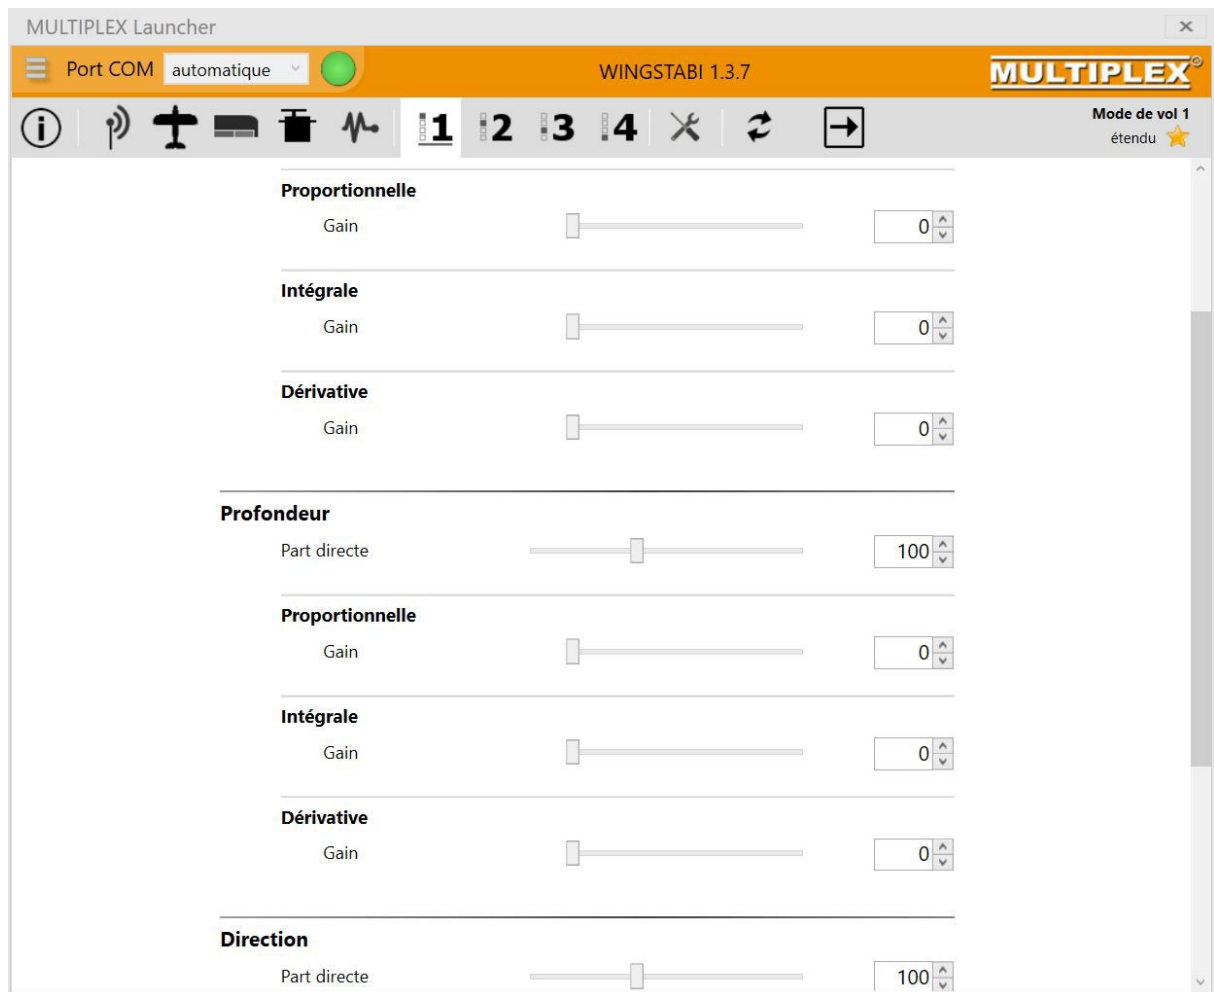 MULTIPLEX Launcher
Port COM automatique WINGSTABI 1.3.7 MULTIPLEX®
1 2 3 4 Mode de vol 1
étendu
Proportionnelle
Gain 0
Intégrale
Gain 0
Dérivative
Gain 0
Profondeur
Part directe 100
Proportionnelle
Gain 0
Intégrale
Gain 0
Dérivative
Gain 0
Direction
Part directe 100